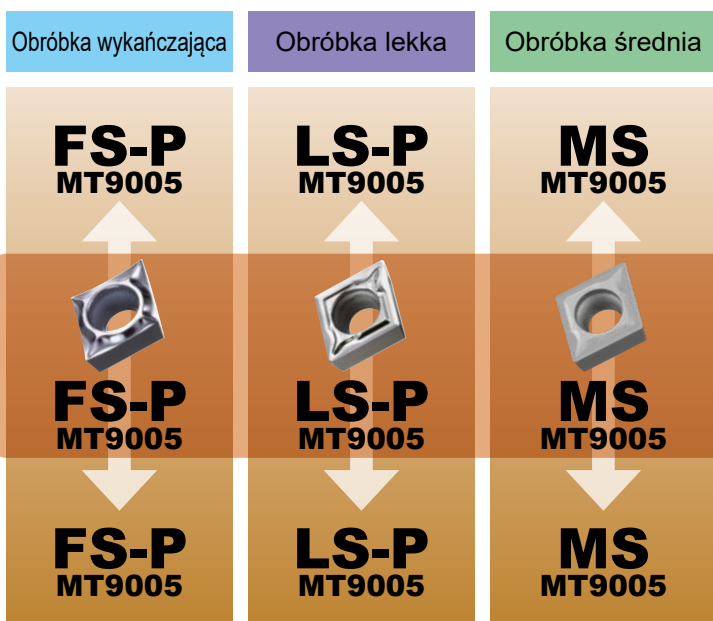 Obróbka wykańczająca
Obróbka lekka
Obróbka średnia
FS-P
MT9005
LS-P
MT9005
MS
MT9005
FS-P
MT9005
LS-P
MT9005
MS
MT9005
FS-P
MT9005
LS-P
MT9005
MS
MT9005